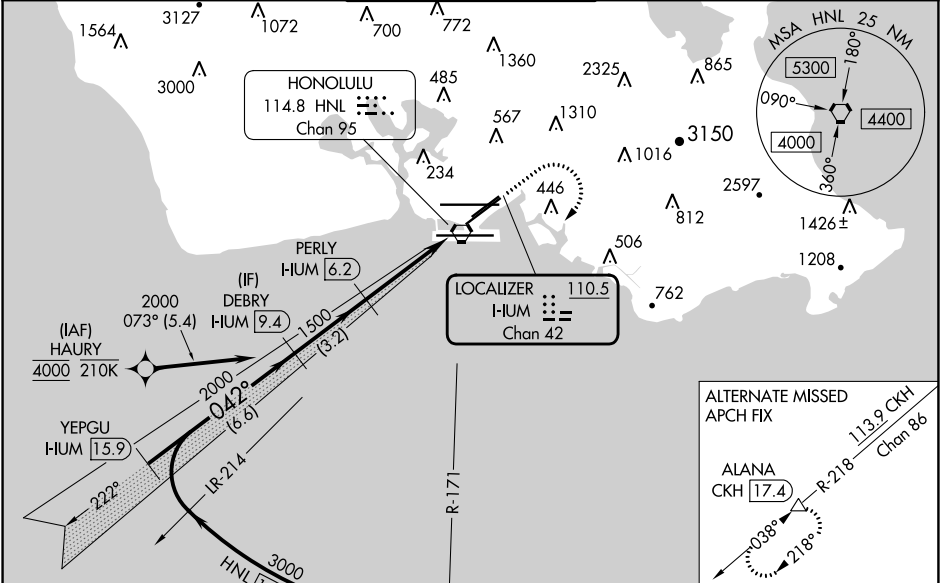 3127
1564
1072
700
772
3000
1360
485
2325
865
HONOLULU
114.8 HNL
Chan 95
567
1310
234
1016
3150
446
2597
812
506
1426 ±
1208
762
MSA HNL 25 NM
180°
5300
090°
4400
4000
360°
PERLY
I-IUM 6.2
(IF)
DEBRY
I-IUM 9.4
2000
073° (5.4)
(IAF)
HAURY
4000 210K
1500
(3.2)
LOCALIZER 110.5
I-IUM
Chan 42
2000
042°
(6.6)
YEPGU
I-IUM 15.9
222°
LR-214
R-171
3000
ALTERNATE MISSED
APCH FIX
113.9 CKH
Chan 86
R-218
ALANA
CKH 17.4
038°
218°
HNL